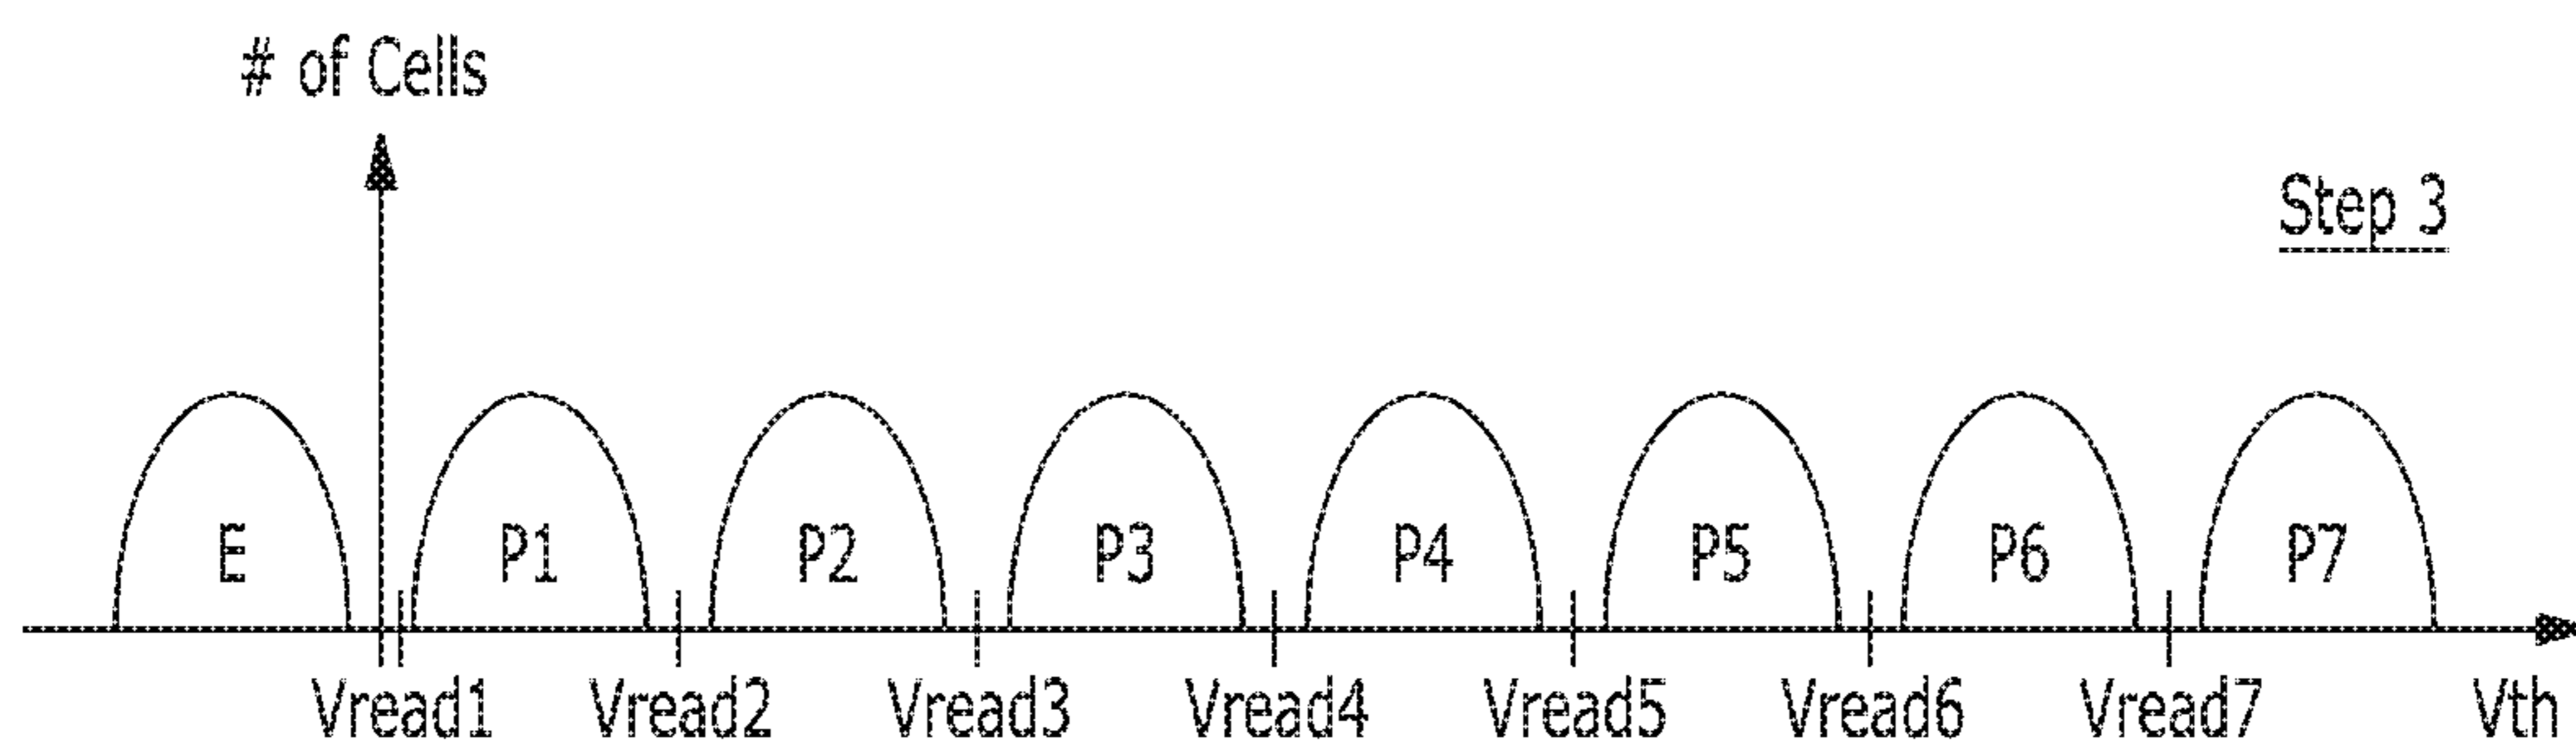 # of Cells
Step 3
E P1 P2 P3 P4 P5 P6 P7
Vread1 Vread2 Vread3 Vread4 Vread5 Vread6 Vread7 Vth